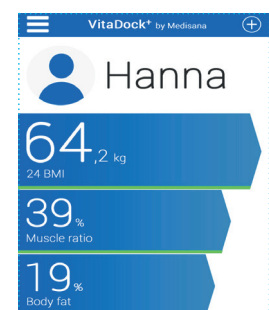 VitaDock+ by Medisana
Hanna
64,2 kg
24 BMI
39%
Muscle ratio
19%
Body fat